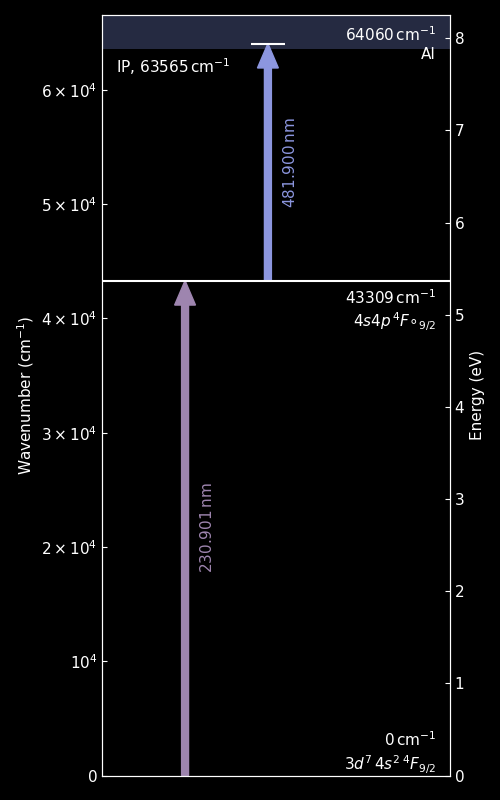 64060 cm⁻¹
AI
IP, 63565 cm⁻¹
481.900 nm
43309 cm⁻¹
4s4p ⁴F∘₉/₂
230.901 nm
0 cm⁻¹
3d⁷ 4s² ⁴F₉/₂
Wavenumber (cm⁻¹)
6 × 10⁴
5 × 10⁴
4 × 10⁴
3 × 10⁴
2 × 10⁴
10⁴
0
Energy (eV)
8
7
6
5
4
3
2
1
0